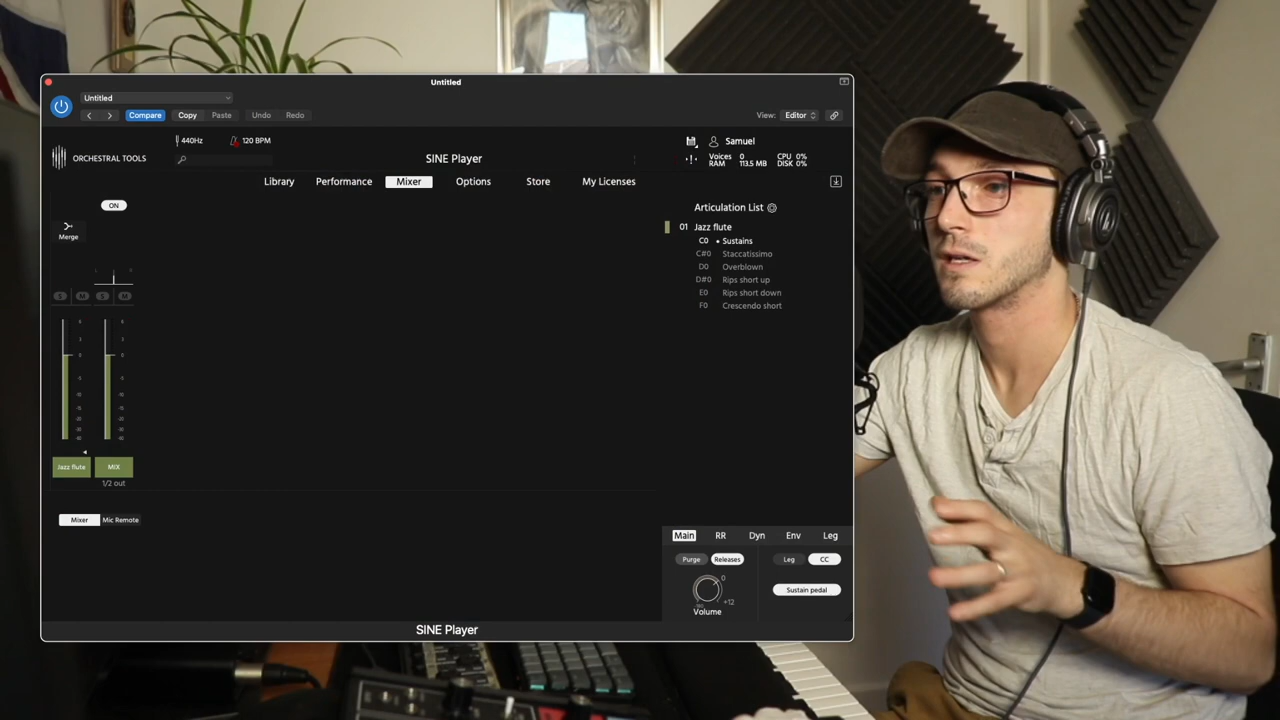 Untitled
Untitled
Compare Copy Paste Undo Redo
View: Editor
440Hz 120 BPM
ORCHESTRAL TOOLS
SINE Player
Samuel
Voices 0
RAM 113.5 MB
CPU 0%
DISK 0%
Library Performance Mixer Options Store My Licenses
ON
Merge
L R
S M S M
Jazz flute MIX
1/2 out
Mixer Mic Remote
Articulation List
01 Jazz flute
C0 • Sustains
C#0 Staccatissimo
D0 Overblown
D#0 Rips short up
E0 Rips short down
F0 Crescendo short
Main RR Dyn Env Leg
Purge Releases Leg CC
Sustain pedal
0
+12
Volume
SINE Player